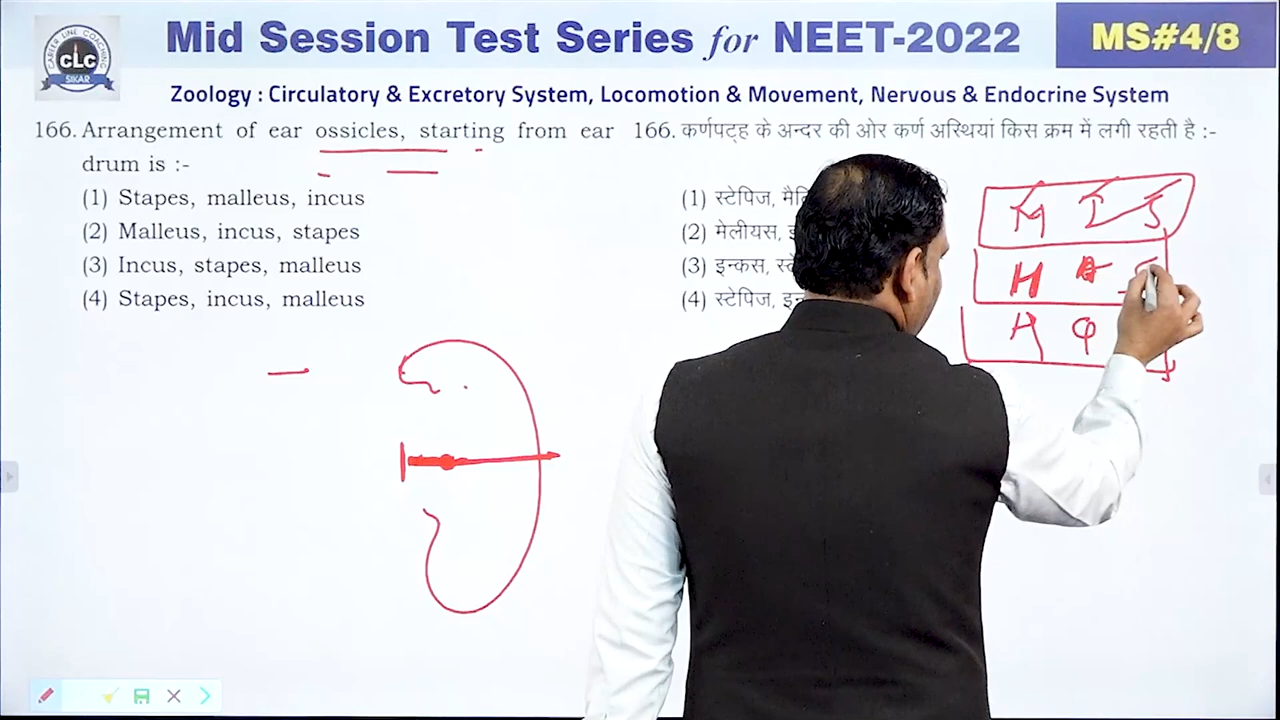 Mid Session Test Series for NEET-2022
MS#4/8
CAREER LINE COACHING
CLC
SIKAR
Zoology : Circulatory & Excretory System, Locomotion & Movement, Nervous & Endocrine System
166. Arrangement of ear ossicles, starting from ear
drum is :-
(1) Stapes, malleus, incus
(2) Malleus, incus, stapes
(3) Incus, stapes, malleus
(4) Stapes, incus, malleus
166. कर्णपट्ह के अन्दर की ओर कर्ण अस्थियां किस क्रम में लगी रहती है :-
(1) स्टेपिज,
(2) मेलीयस,
(3) इन्कस,
(4) स्टेपिज,
M I S
H A S